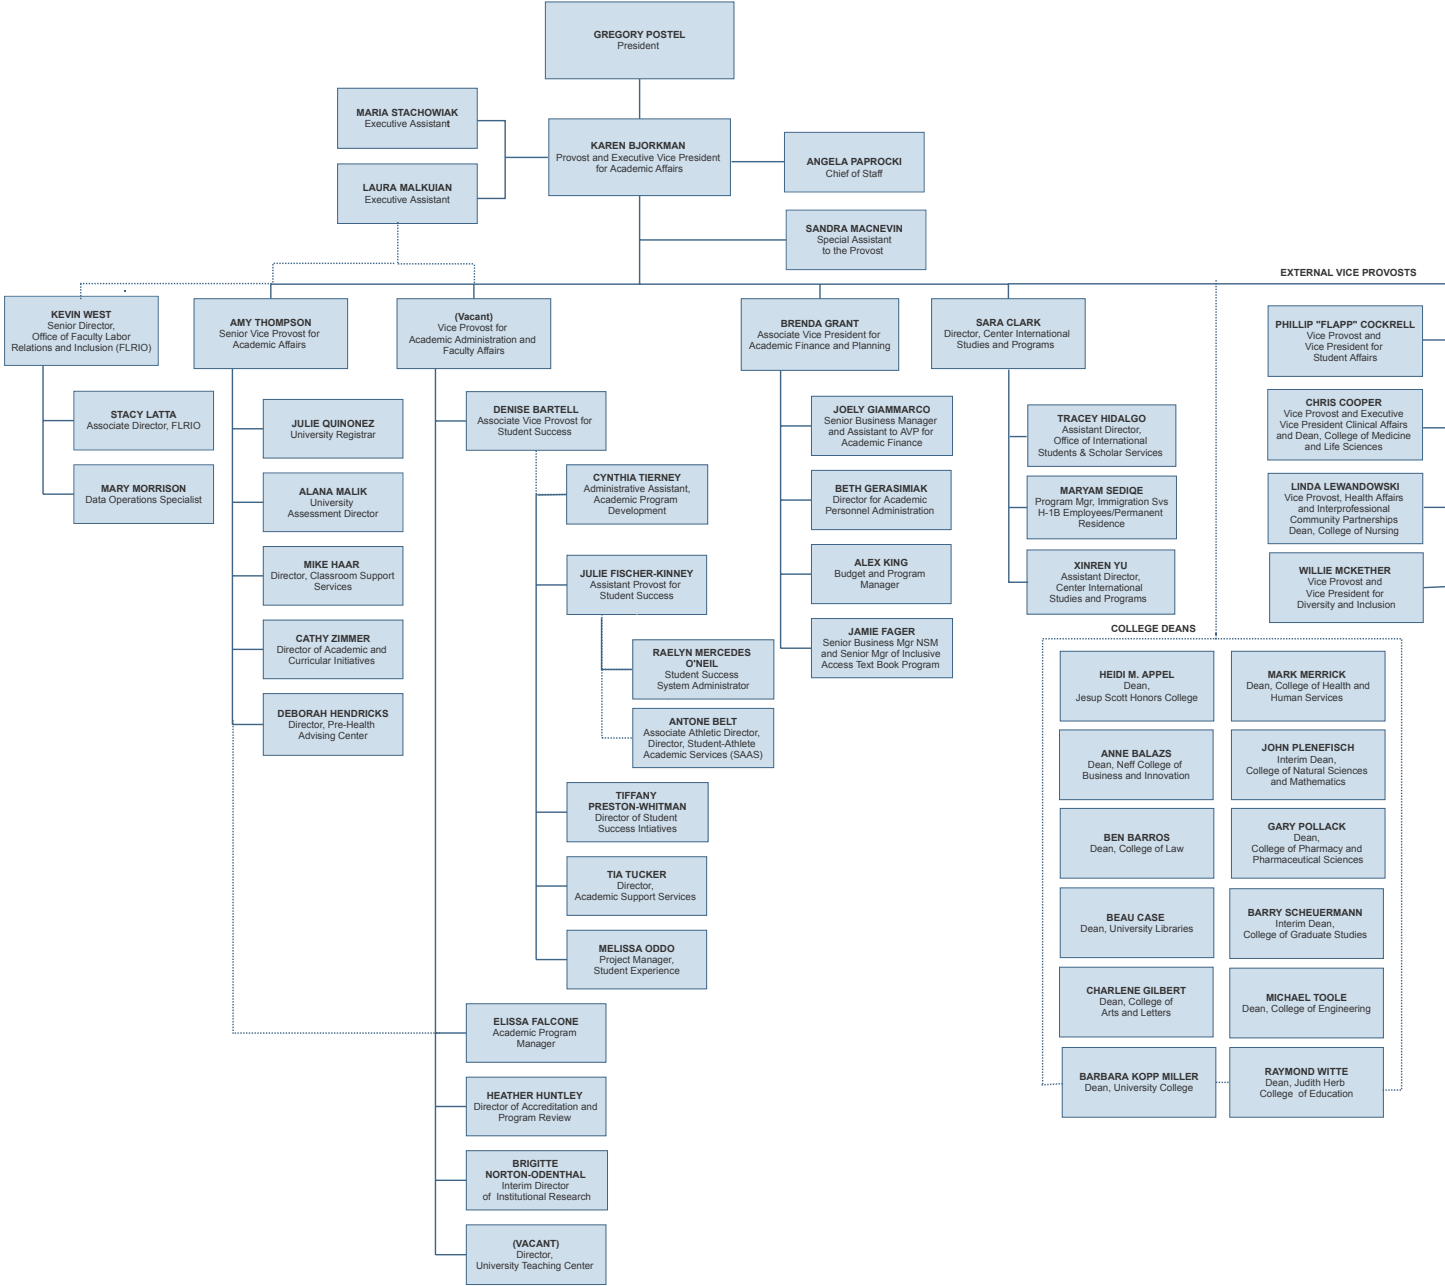 GREGORY POSTEL
President
MARIA STACHOWIAK
Executive Assistant
KAREN BJORKMAN
Provost and Executive Vice President
for Academic Affairs
ANGELA PAPROCKI
Chief of Staff
LAURA MALKUIAN
Executive Assistant
SANDRA MACNEVIN
Special Assistant
to the Provost
EXTERNAL VICE PROVOSTS
KEVIN WEST
Senior Director,
Office of Faculty Labor
Relations and Inclusion (FLRIO)
STACY LATTA
Associate Director, FLRIO
MARY MORRISON
Data Operations Specialist
AMY THOMPSON
Senior Vice Provost for
Academic Affairs
JULIE QUINONEZ
University Registrar
ALANA MALIK
University
Assessment Director
MIKE HAAR
Director, Classroom Support
Services
CATHY ZIMMER
Director of Academic and
Curricular Initiatives
DEBORAH HENDRICKS
Director, Pre-Health
Advising Center
(Vacant)
Vice Provost for
Academic Administration and
Faculty Affairs
DENISE BARTELL
Associate Vice Provost for
Student Success
CYNTHIA TIERNEY
Administrative Assistant,
Academic Program
Development
JULIE FISCHER-KINNEY
Assistant Provost for
Student Success
RAELYN MERCEDES
O'NEIL
Student Success
System Administrator
ANTONE BELT
Associate Athletic Director,
Director, Student-Athlete
Academic Services (SAAS)
TIFFANY
PRESTON-WHITMAN
Director of Student
Success Intiatives
TIA TUCKER
Director,
Academic Support Services
MELISSA ODDO
Project Manager,
Student Experience
ELISSA FALCONE
Academic Program
Manager
HEATHER HUNTLEY
Director of Accreditation and
Program Review
BRIGITTE
NORTON-ODENTHAL
Interim Director
of Institutional Research
(VACANT)
Director,
University Teaching Center
BRENDA GRANT
Associate Vice President for
Academic Finance and Planning
JOELY GIAMMARCO
Senior Business Manager
and Assistant to AVP for
Academic Finance
BETH GERASIMIAK
Director for Academic
Personnel Administration
ALEX KING
Budget and Program
Manager
JAMIE FAGER
Senior Business Mgr NSM
and Senior Mgr of Inclusive
Access Text Book Program
SARA CLARK
Director, Center International
Studies and Programs
TRACEY HIDALGO
Assistant Director,
Office of International
Students & Scholar Services
MARYAM SEDIQE
Program Mgr, Immigration Svs
H-1B Employees/Permanent
Residence
XINREN YU
Assistant Director,
Center International
Studies and Programs
PHILLIP "FLAPP" COCKRELL
Vice Provost and
Vice President for
Student Affairs
CHRIS COOPER
Vice Provost and Executive
Vice President Clinical Affairs
and Dean, College of Medicine
and Life Sciences
LINDA LEWANDOWSKI
Vice Provost, Health Affairs
and Interprofessional
Community Partnerships
Dean, College of Nursing
WILLIE MCKETHER
Vice Provost and
Vice President for
Diversity and Inclusion
COLLEGE DEANS
HEIDI M. APPEL
Dean,
Jesup Scott Honors College
MARK MERRICK
Dean, College of Health and
Human Services
ANNE BALAZS
Dean, Neff College of
Business and Innovation
JOHN PLENEFISCH
Interim Dean,
College of Natural Sciences
and Mathematics
BEN BARROS
Dean, College of Law
GARY POLLACK
Dean,
College of Pharmacy and
Pharmaceutical Sciences
BEAU CASE
Dean, University Libraries
BARRY SCHEUERMANN
Interim Dean,
College of Graduate Studies
CHARLENE GILBERT
Dean, College of
Arts and Letters
MICHAEL TOOLE
Dean, College of Engineering
BARBARA KOPP MILLER
Dean, University College
RAYMOND WITTE
Dean, Judith Herb
College of Education